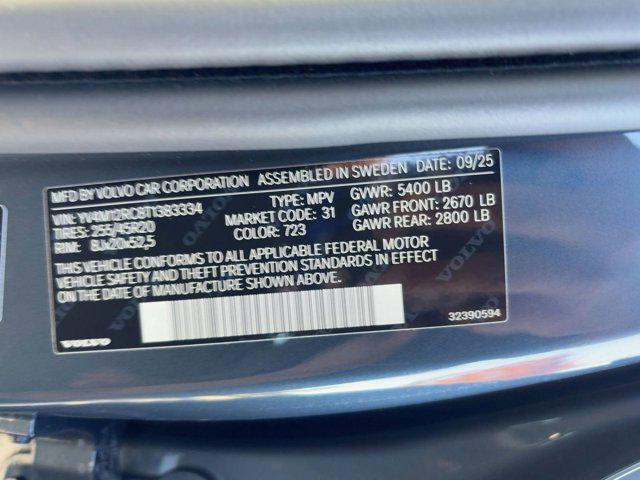 MFD BY VOLVO CAR CORPORATION ASSEMBLED IN SWEDEN DATE: 09/25
VIN: YV4M12RC8T1383334 TYPE: MPV GVWR: 5400 LB
TIRES: 255/45R20 MARKET CODE: 31 GAWR FRONT: 2670 LB
RIM: 8Jx20x52,5 COLOR: 723 GAWR REAR: 2800 LB
THIS VEHICLE CONFORMS TO ALL APPLICABLE FEDERAL MOTOR
VEHICLE SAFETY AND THEFT PREVENTION STANDARDS IN EFFECT
ON THE DATE OF MANUFACTURE SHOWN ABOVE.
VOLVO 32390594